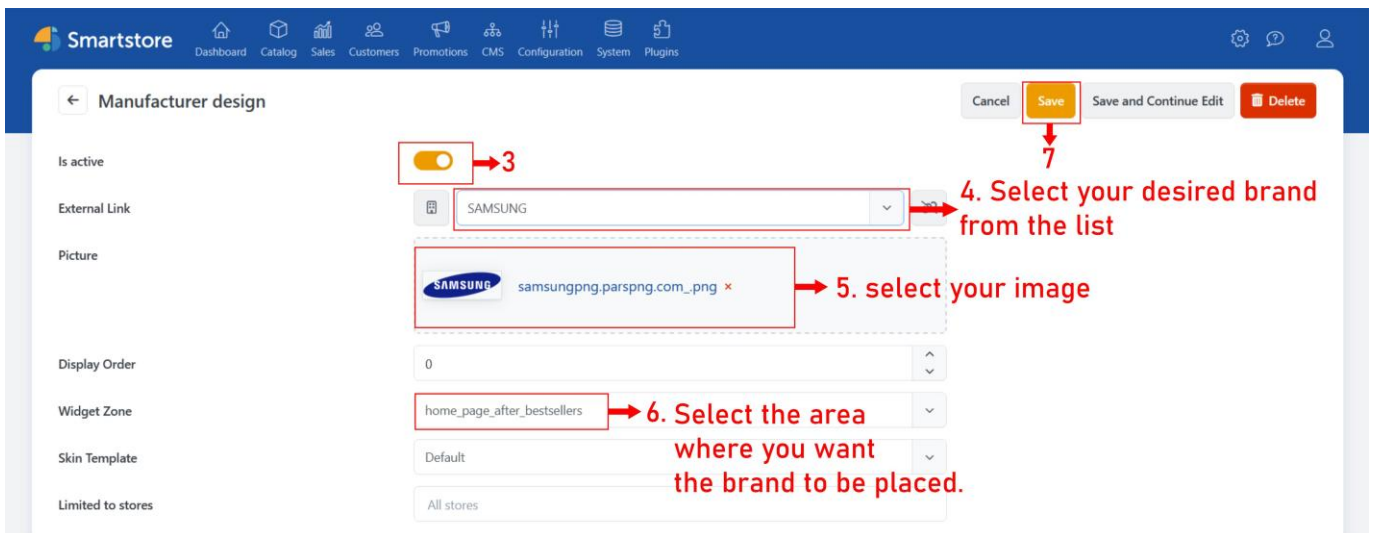 Smartstore
Dashboard Catalog Sales Customers Promotions CMS Configuration System Plugins
Manufacturer design
Cancel Save Save and Continue Edit Delete
Is active
3
7
External Link
SAMSUNG
4. Select your desired brand
from the list
Picture
SAMSUNG
samsungpng.parspng.com_.png ×
5. select your image
Display Order
0
Widget Zone
home_page_after_bestsellers
6. Select the area
where you want
the brand to be placed.
Skin Template
Default
Limited to stores
All stores